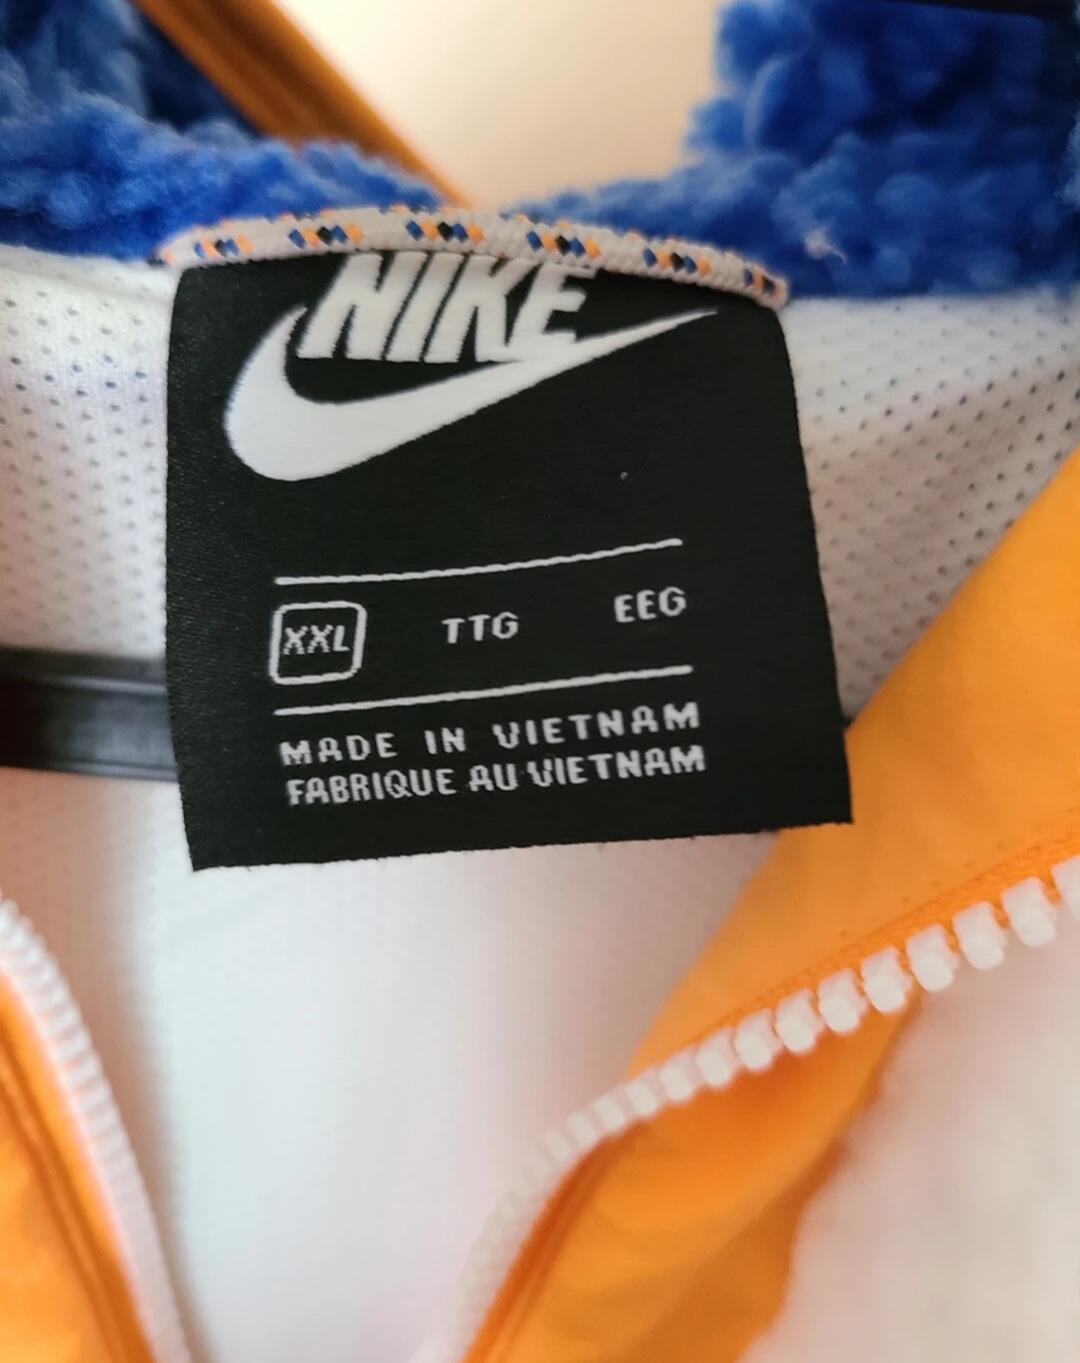 NIKE
XXL TTG EEG
MADE IN VIETNAM
FABRIQUE AU VIETNAM